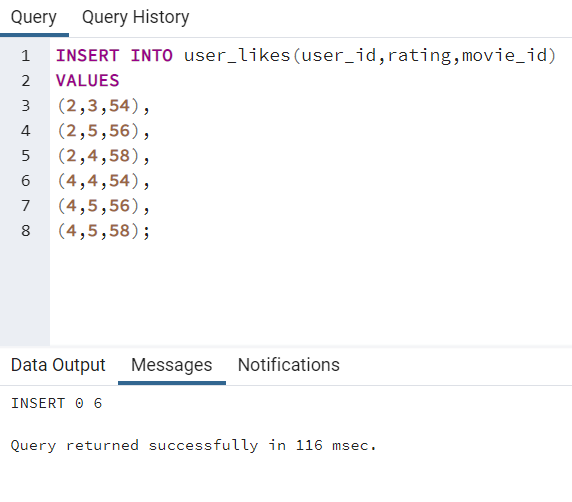 Query Query History
1 INSERT INTO user_likes(user_id,rating,movie_id)
2 VALUES
3 (2,3,54),
4 (2,5,56),
5 (2,4,58),
6 (4,4,54),
7 (4,5,56),
8 (4,5,58);
Data Output Messages Notifications
INSERT 0 6
Query returned successfully in 116 msec.